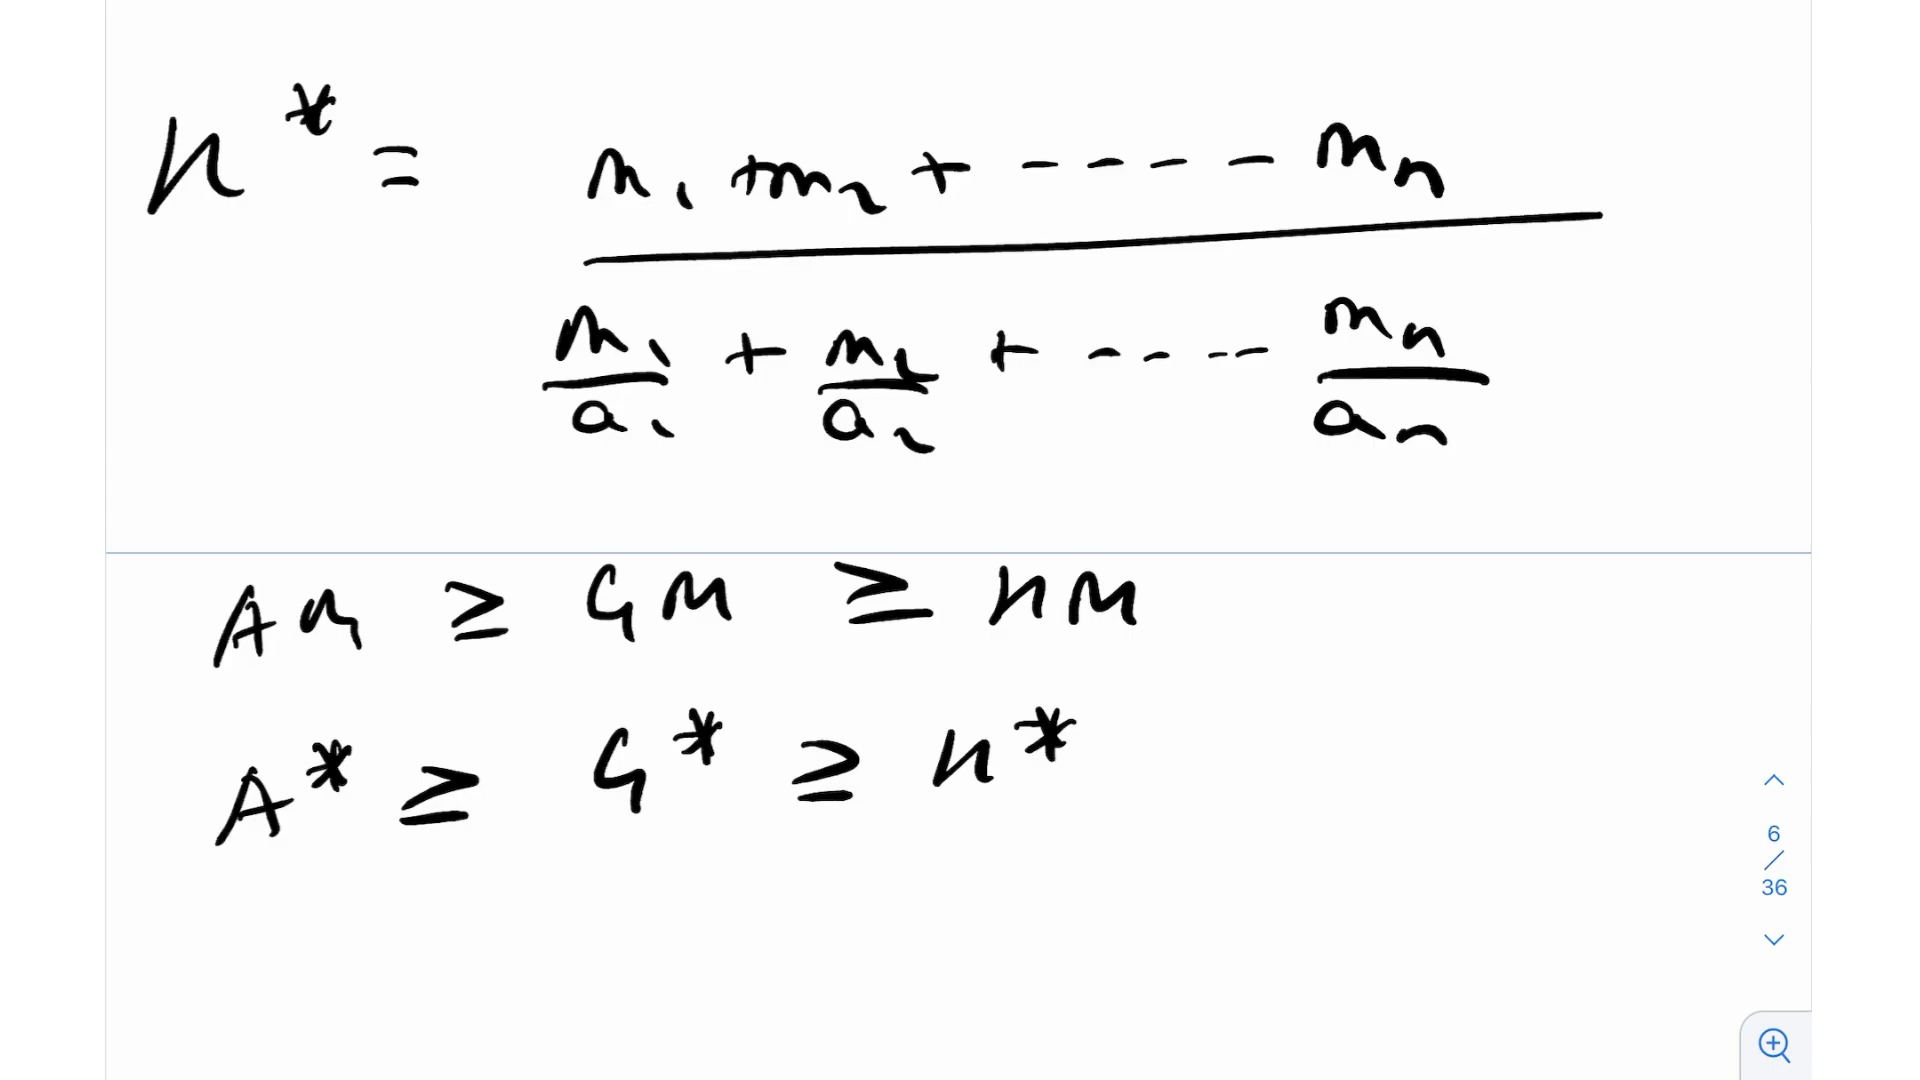 H* = m₁ + m₂ + ----- mₙ
m₁/a₁ + m₂/a₂ + ---- mₙ/aₙ
AM ≥ GM ≥ HM
A* ≥ G* ≥ H*
6
/
36